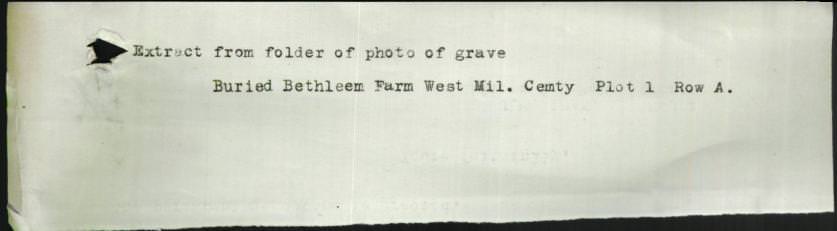 Extract from folder of photo of grave
Buried Bethleem Farm West Mil. Cemty Plot 1 Row A.